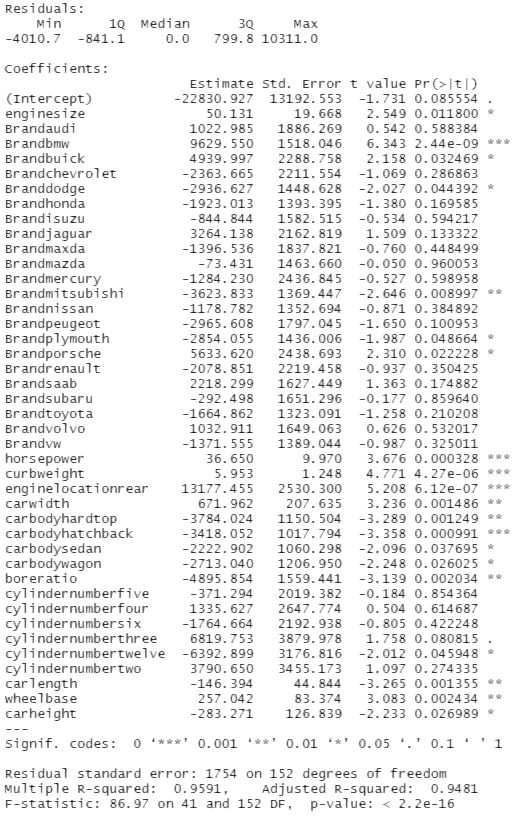 Residuals:
    Min      1Q  Median      3Q     Max
-4010.7  -841.1     0.0   799.8 10311.0

Coefficients:
                      Estimate Std. Error t value Pr(>|t|)
(Intercept)         -22830.927  13192.553  -1.731 0.085554 .
enginesize              50.131     19.668   2.549 0.011800 *
Brandaudi             1022.985   1886.269   0.542 0.588384
Brandbmw              9629.550   1518.046   6.343 2.44e-09 ***
Brandbuick            4939.997   2288.758   2.158 0.032469 *
Brandchevrolet       -2363.665   2211.554  -1.069 0.286863
Branddodge           -2936.627   1448.628  -2.027 0.044392 *
Brandhonda           -1923.013   1393.395  -1.380 0.169585
Brandisuzu            -844.844   1582.515  -0.534 0.594217
Brandjaguar           3264.138   2162.819   1.509 0.133322
Brandmaxda           -1396.536   1837.821  -0.760 0.448499
Brandmazda             -73.431   1463.660  -0.050 0.960053
Brandmercury         -1284.230   2436.845  -0.527 0.598958
Brandmitsubishi      -3623.833   1369.447  -2.646 0.008997 **
Brandnissan          -1178.782   1352.694  -0.871 0.384892
Brandpeugeot         -2965.608   1797.045  -1.650 0.100953
Brandplymouth        -2854.055   1436.006  -1.987 0.048664 *
Brandporsche          5633.620   2438.693   2.310 0.022228 *
Brandrenault         -2078.851   2219.458  -0.937 0.350425
Brandsaab             2218.299   1627.449   1.363 0.174882
Brandsubaru           -292.498   1651.296  -0.177 0.859640
Brandtoyota          -1664.862   1323.091  -1.258 0.210208
Brandvolvo            1032.911   1649.063   0.626 0.532017
Brandvw              -1371.555   1389.044  -0.987 0.325011
horsepower              36.650      9.970   3.676 0.000328 ***
curbweight               5.953      1.248   4.771 4.27e-06 ***
enginelocationrear   13177.455   2530.300   5.208 6.12e-07 ***
carwidth               671.962    207.635   3.236 0.001486 **
carbodyhardtop       -3784.024   1150.504  -3.289 0.001249 **
carbodyhatchback     -3418.052   1017.794  -3.358 0.000991 ***
carbodysedan         -2222.902   1060.298  -2.096 0.037695 *
carbodywagon         -2713.040   1206.950  -2.248 0.026025 *
boreratio            -4895.854   1559.441  -3.139 0.002034 **
cylindernumberfive    -371.294   2019.382  -0.184 0.854364
cylindernumberfour    1335.627   2647.774   0.504 0.614687
cylindernumbersix    -1764.664   2192.938  -0.805 0.422248
cylindernumberthree   6819.753   3879.978   1.758 0.080815 .
cylindernumbertwelve -6392.899   3176.816  -2.012 0.045948 *
cylindernumbertwo     3790.650   3455.173   1.097 0.274335
carlength             -146.394     44.844  -3.265 0.001355 **
wheelbase              257.042     83.374   3.083 0.002434 **
carheight             -283.271    126.839  -2.233 0.026989 *
---
Signif. codes:  0 ‘***’ 0.001 ‘**’ 0.01 ‘*’ 0.05 ‘.’ 0.1 ‘ ’ 1

Residual standard error: 1754 on 152 degrees of freedom
Multiple R-squared:  0.9591,    Adjusted R-squared:  0.9481
F-statistic: 86.97 on 41 and 152 DF,  p-value: < 2.2e-16